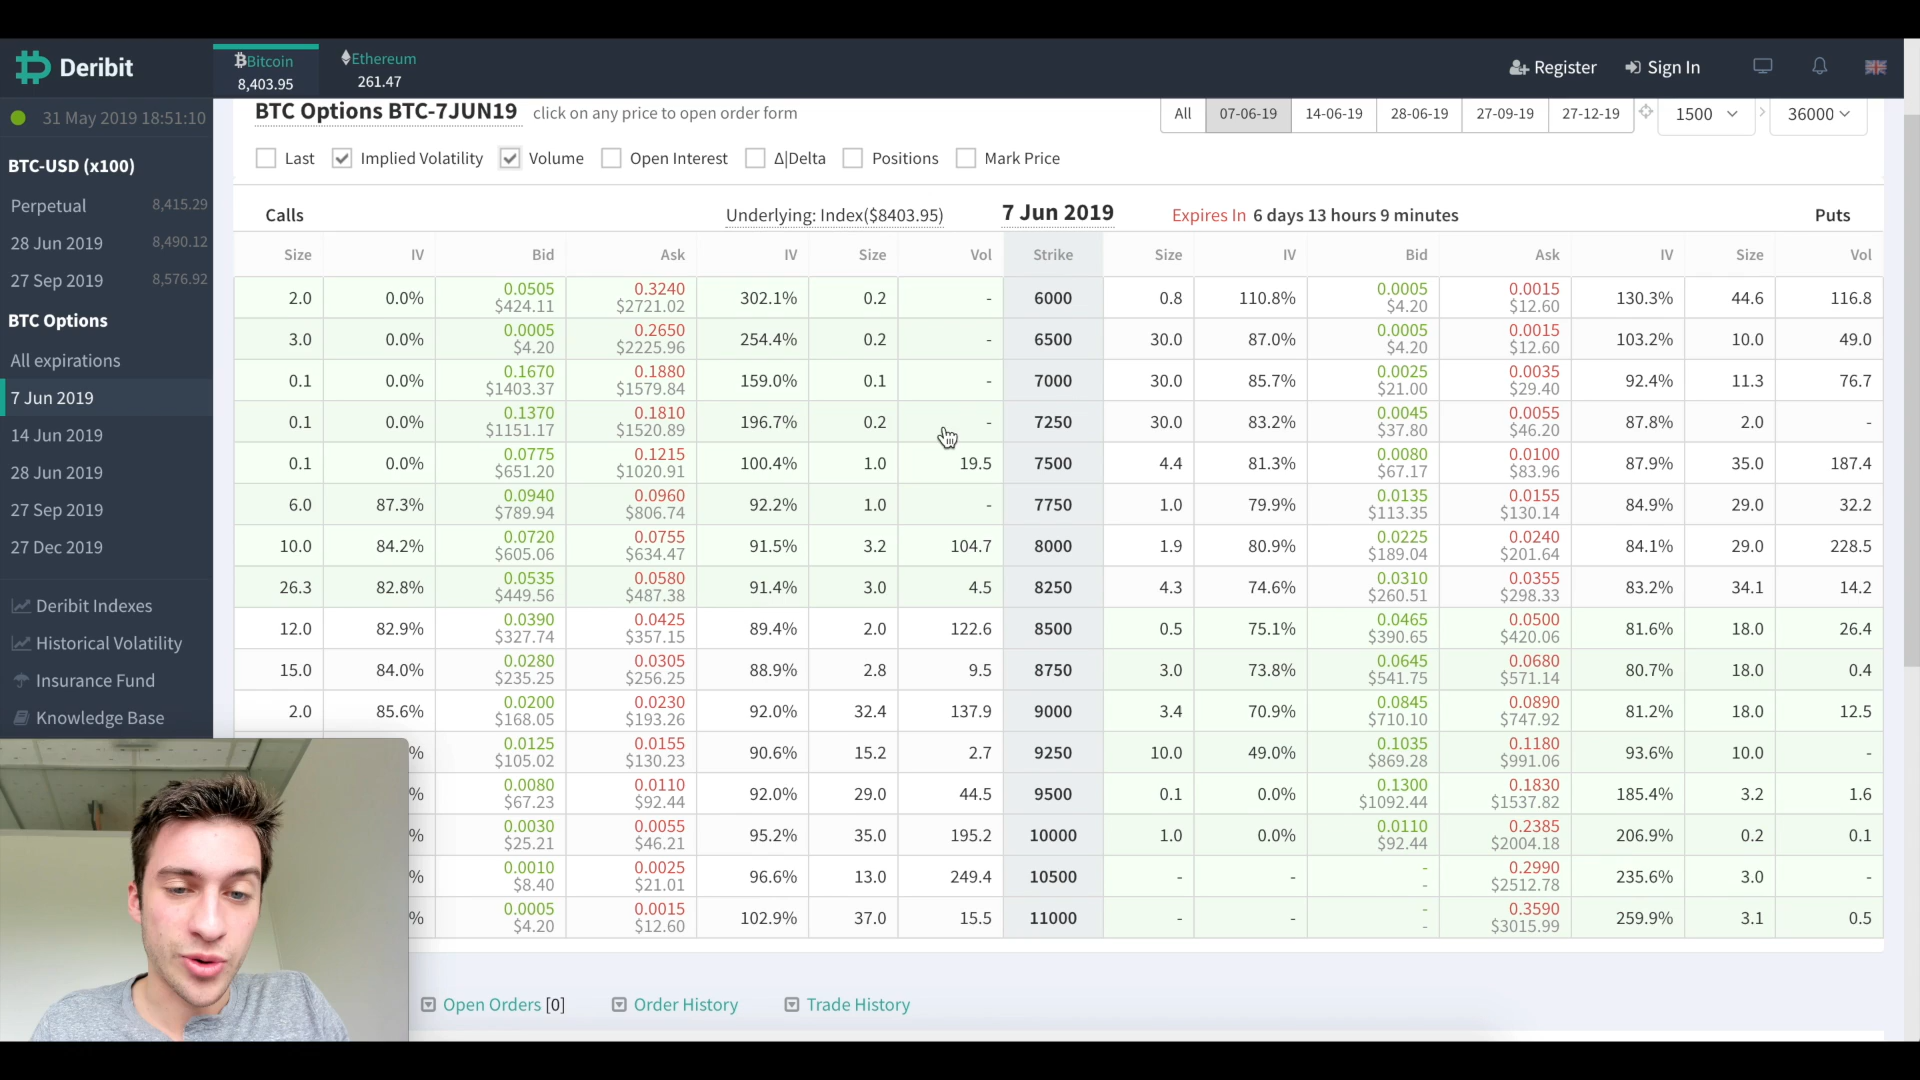 Deribit
Bitcoin
8,403.95
Ethereum
261.47
Register
Sign In
31 May 2019 18:51:10
BTC-USD (x100)
Perpetual 8,415.29
28 Jun 2019 8,490.12
27 Sep 2019 8,576.92
BTC Options
All expirations
7 Jun 2019
14 Jun 2019
28 Jun 2019
27 Sep 2019
27 Dec 2019
Deribit Indexes
Historical Volatility
Insurance Fund
Knowledge Base
BTC Options BTC-7JUN19 click on any price to open order form
All 07-06-19 14-06-19 28-06-19 27-09-19 27-12-19 1500 36000
Last Implied Volatility Volume Open Interest Δ|Delta Positions Mark Price
Calls Underlying: Index($8403.95) 7 Jun 2019 Expires In 6 days 13 hours 9 minutes Puts
Size IV Bid Ask IV Size Vol Strike Size IV Bid Ask IV Size Vol
2.0 0.0% 0.0505 0.3240 302.1% 0.2 - 6000 0.8 110.8% 0.0005 0.0015 130.3% 44.6 116.8
$424.11 $2721.02 $4.20 $12.60
3.0 0.0% 0.0005 0.2650 254.4% 0.2 - 6500 30.0 87.0% 0.0005 0.0015 103.2% 10.0 49.0
$4.20 $2225.96 $4.20 $12.60
0.1 0.0% 0.1670 0.1880 159.0% 0.1 - 7000 30.0 85.7% 0.0025 0.0035 92.4% 11.3 76.7
$1403.37 $1579.84 $21.00 $29.40
0.1 0.0% 0.1370 0.1810 196.7% 0.2 - 7250 30.0 83.2% 0.0045 0.0055 87.8% 2.0 -
$1151.17 $1520.89 $37.80 $46.20
0.1 0.0% 0.0775 0.1215 100.4% 1.0 19.5 7500 4.4 81.3% 0.0080 0.0100 87.9% 35.0 187.4
$651.20 $1020.91 $67.17 $83.96
6.0 87.3% 0.0940 0.0960 92.2% 1.0 - 7750 1.0 79.9% 0.0135 0.0155 84.9% 29.0 32.2
$789.94 $806.74 $113.35 $130.14
10.0 84.2% 0.0720 0.0755 91.5% 3.2 104.7 8000 1.9 80.9% 0.0225 0.0240 84.1% 29.0 228.5
$605.06 $634.47 $189.04 $201.64
26.3 82.8% 0.0535 0.0580 91.4% 3.0 4.5 8250 4.3 74.6% 0.0310 0.0355 83.2% 34.1 14.2
$449.56 $487.38 $260.51 $298.33
12.0 82.9% 0.0390 0.0425 89.4% 2.0 122.6 8500 0.5 75.1% 0.0465 0.0500 81.6% 18.0 26.4
$327.74 $357.15 $390.65 $420.06
15.0 84.0% 0.0280 0.0305 88.9% 2.8 9.5 8750 3.0 73.8% 0.0645 0.0680 80.7% 18.0 0.4
$235.25 $256.25 $541.75 $571.14
2.0 85.6% 0.0200 0.0230 92.0% 32.4 137.9 9000 3.4 70.9% 0.0845 0.0890 81.2% 18.0 12.5
$168.05 $193.26 $710.10 $747.92
% 0.0125 0.0155 90.6% 15.2 2.7 9250 10.0 49.0% 0.1035 0.1180 93.6% 10.0 -
$105.02 $130.23 $869.28 $991.06
% 0.0080 0.0110 92.0% 29.0 44.5 9500 0.1 0.0% 0.1300 0.1830 185.4% 3.2 1.6
$67.23 $92.44 $1092.44 $1537.82
% 0.0030 0.0055 95.2% 35.0 195.2 10000 1.0 0.0% 0.0110 0.2385 206.9% 0.2 0.1
$25.21 $46.21 $92.44 $2004.18
% 0.0010 0.0025 96.6% 13.0 249.4 10500 - - - 0.2990 235.6% 3.0 -
$8.40 $21.01 - $2512.78
% 0.0005 0.0015 102.9% 37.0 15.5 11000 - - - 0.3590 259.9% 3.1 0.5
$4.20 $12.60 - $3015.99
Open Orders [0] Order History Trade History